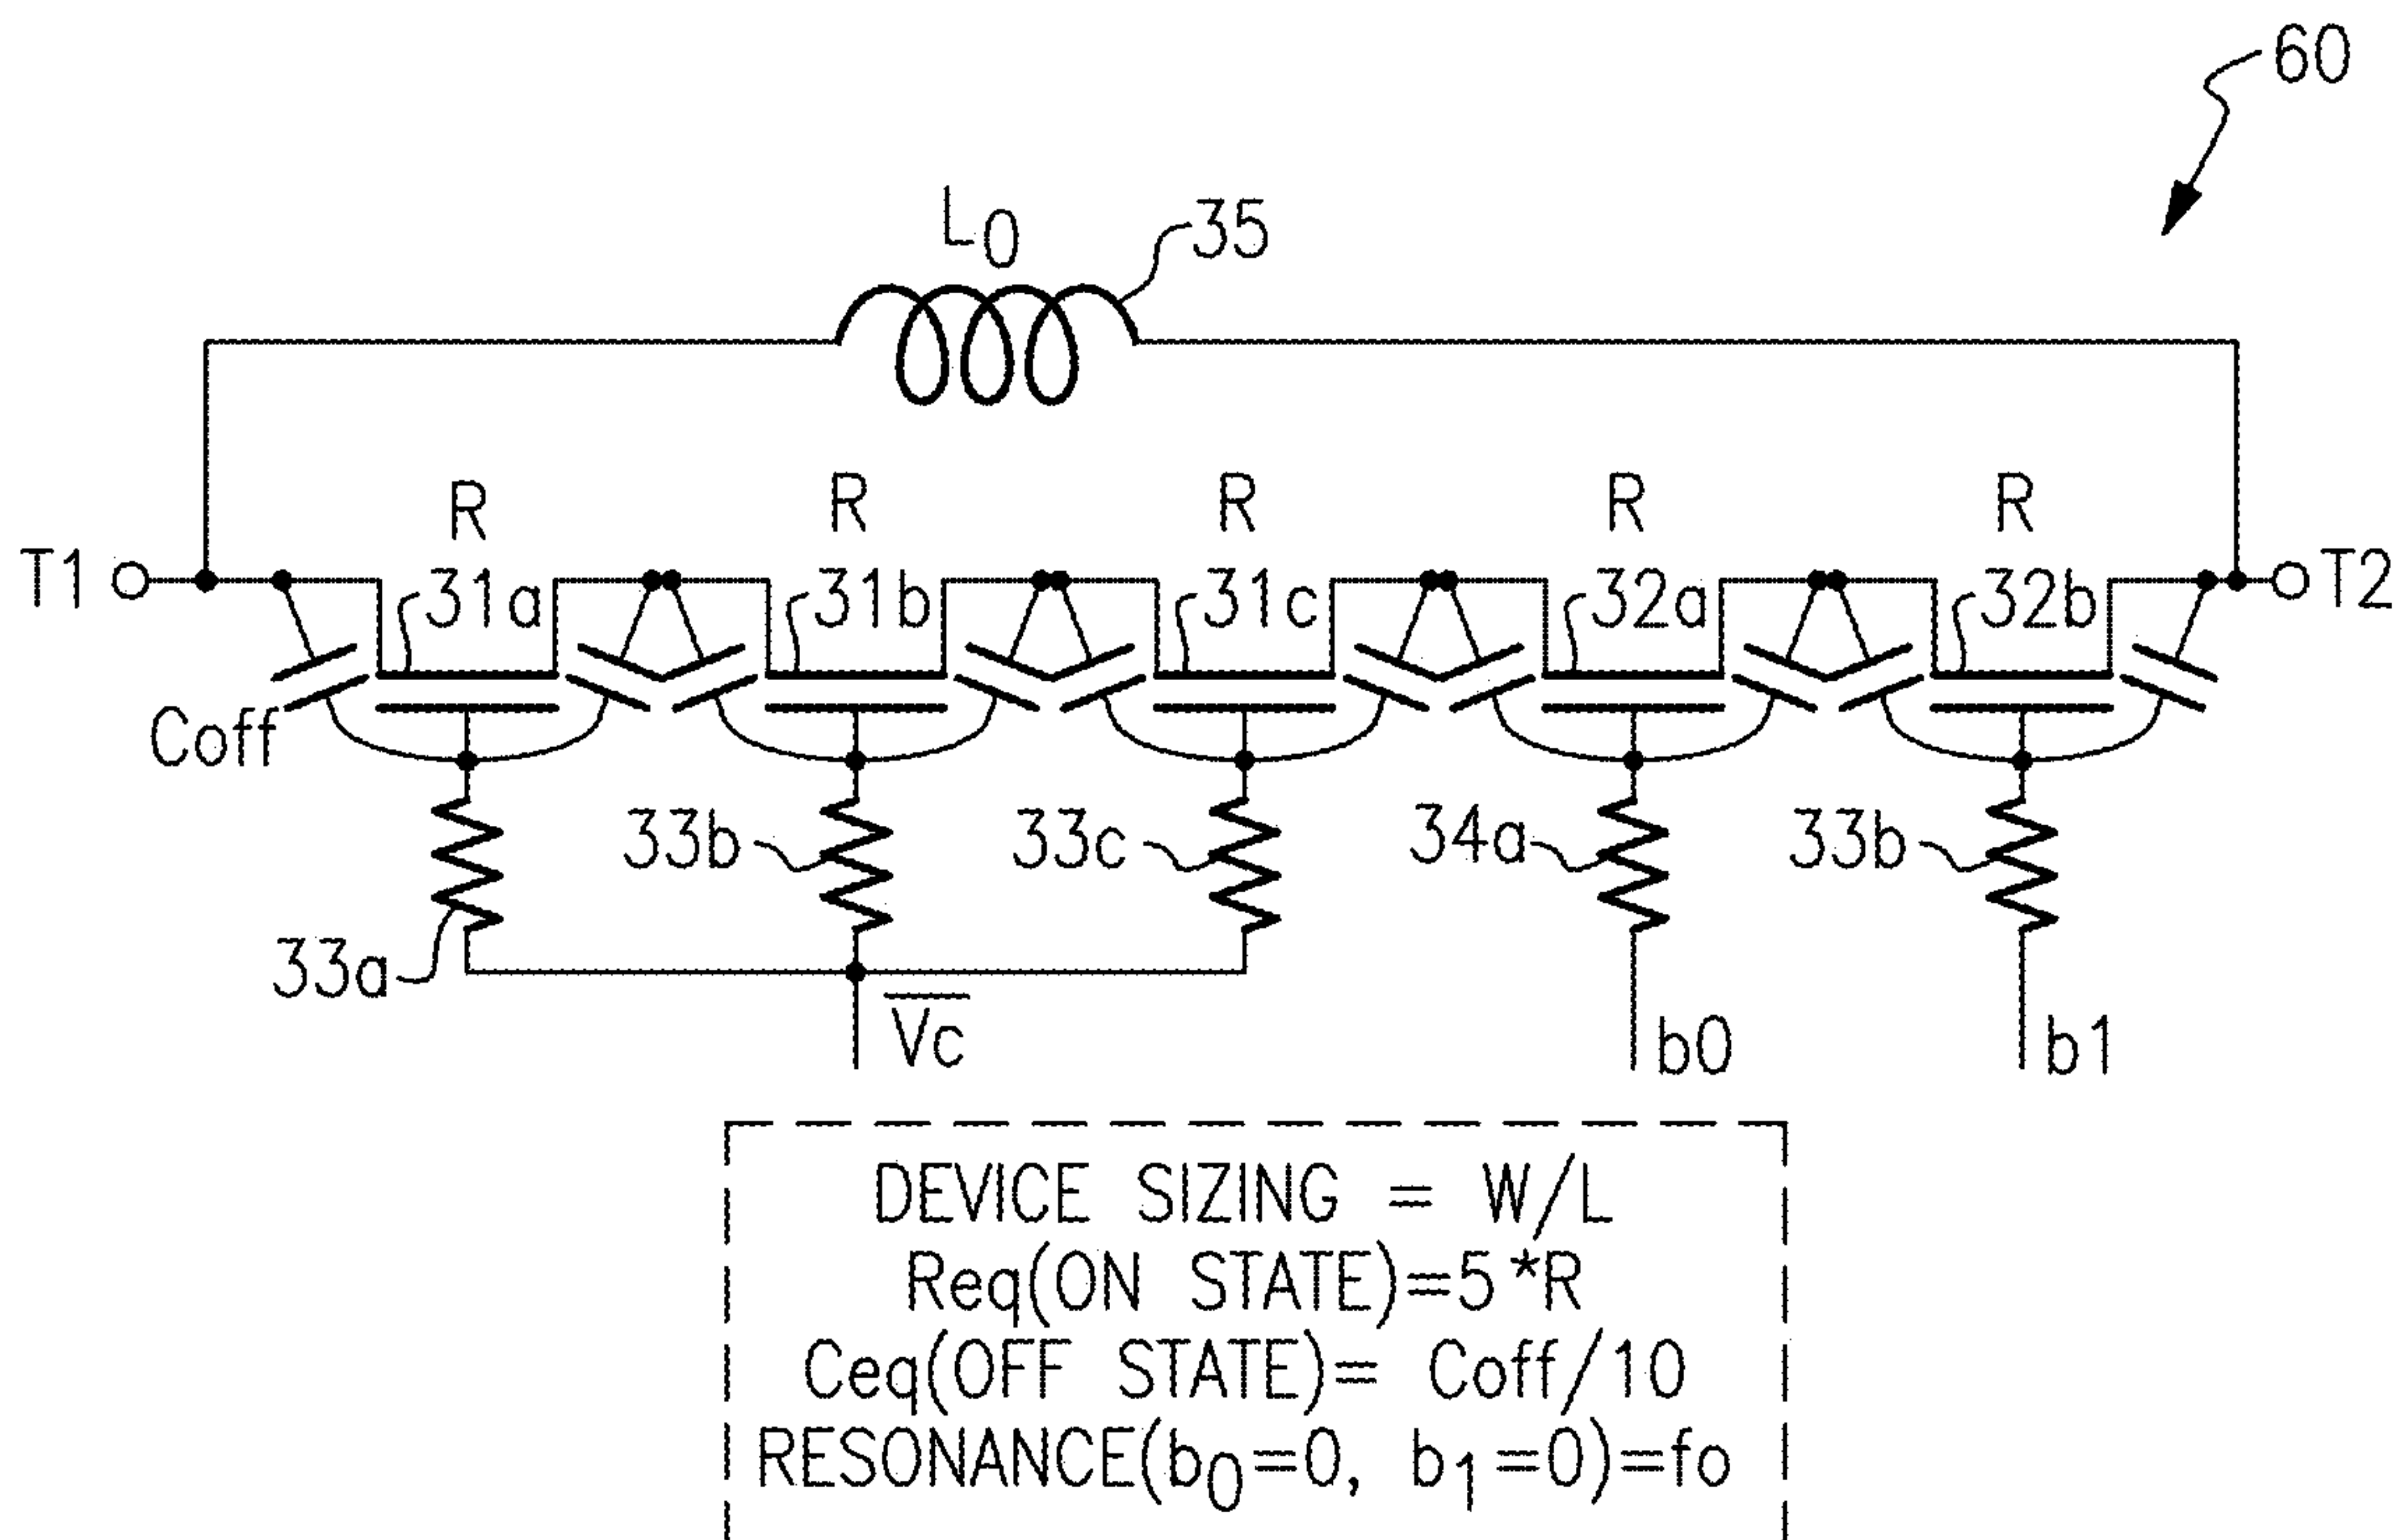 60
L0
35
R R R R R
T1 31a 31b 31c 32a 32b T2
Coff
33b 33c 34a 33b
33a
V̅c̅
b0 b1
DEVICE SIZING = W/L
Req(ON STATE)=5*R
Ceq(OFF STATE)= Coff/10
RESONANCE(b0=0, b1=0)=fo